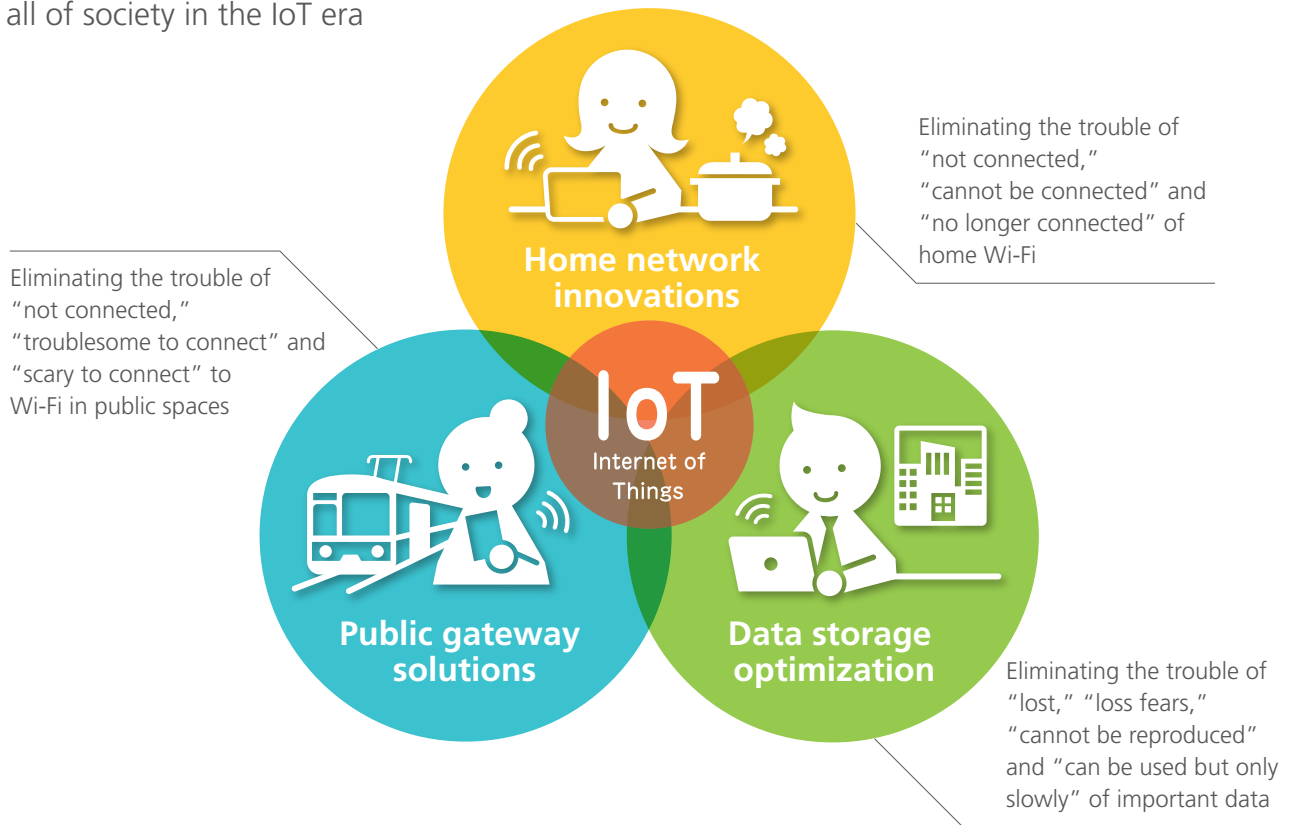 all of society in the IoT era
Eliminating the trouble of
“not connected,”
“cannot be connected” and
“no longer connected” of
home Wi-Fi
Home network
innovations
Eliminating the trouble of
“not connected,”
“troublesome to connect” and
“scary to connect” to
Wi-Fi in public spaces
IoT
Internet of
Things
Public gateway
solutions
Data storage
optimization
Eliminating the trouble of
“lost,” “loss fears,”
“cannot be reproduced”
and “can be used but only
slowly” of important data